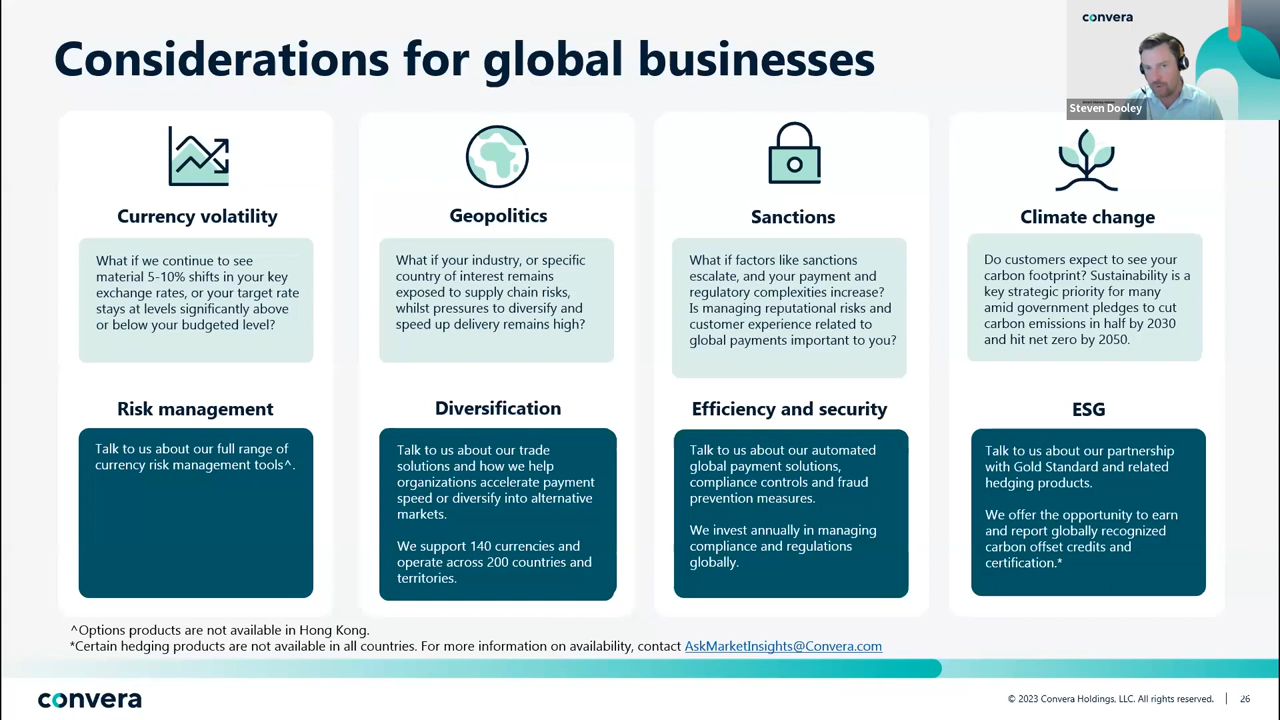 convera
Steven Dooley
Considerations for global businesses
Currency volatility
What if we continue to see
material 5-10% shifts in your key
exchange rates, or your target rate
stays at levels significantly above
or below your budgeted level?
Risk management
Talk to us about our full range of
currency risk management tools^.
Geopolitics
What if your industry, or specific
country of interest remains
exposed to supply chain risks,
whilst pressures to diversify and
speed up delivery remains high?
Diversification
Talk to us about our trade
solutions and how we help
organizations accelerate payment
speed or diversify into alternative
markets.
We support 140 currencies and
operate across 200 countries and
territories.
Sanctions
What if factors like sanctions
escalate, and your payment and
regulatory complexities increase?
Is managing reputational risks and
customer experience related to
global payments important to you?
Efficiency and security
Talk to us about our automated
global payment solutions,
compliance controls and fraud
prevention measures.
We invest annually in managing
compliance and regulations
globally.
Climate change
Do customers expect to see your
carbon footprint? Sustainability is a
key strategic priority for many
amid government pledges to cut
carbon emissions in half by 2030
and hit net zero by 2050.
ESG
Talk to us about our partnership
with Gold Standard and related
hedging products.
We offer the opportunity to earn
and report globally recognized
carbon offset credits and
certification.*
^Options products are not available in Hong Kong.
*Certain hedging products are not available in all countries. For more information on availability, contact AskMarketInsights@Convera.com
convera
© 2023 Convera Holdings, LLC. All rights reserved. | 26